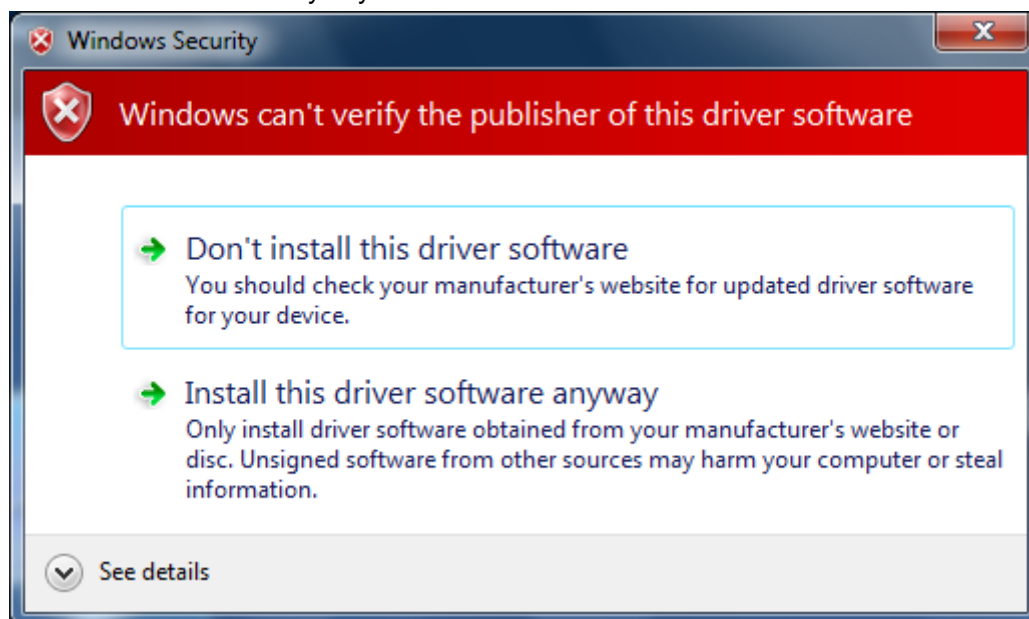 Windows Security
Windows can't verify the publisher of this driver software
Don't install this driver software
You should check your manufacturer's website for updated driver software
for your device.
Install this driver software anyway
Only install driver software obtained from your manufacturer's website or
disc. Unsigned software from other sources may harm your computer or steal
information.
See details